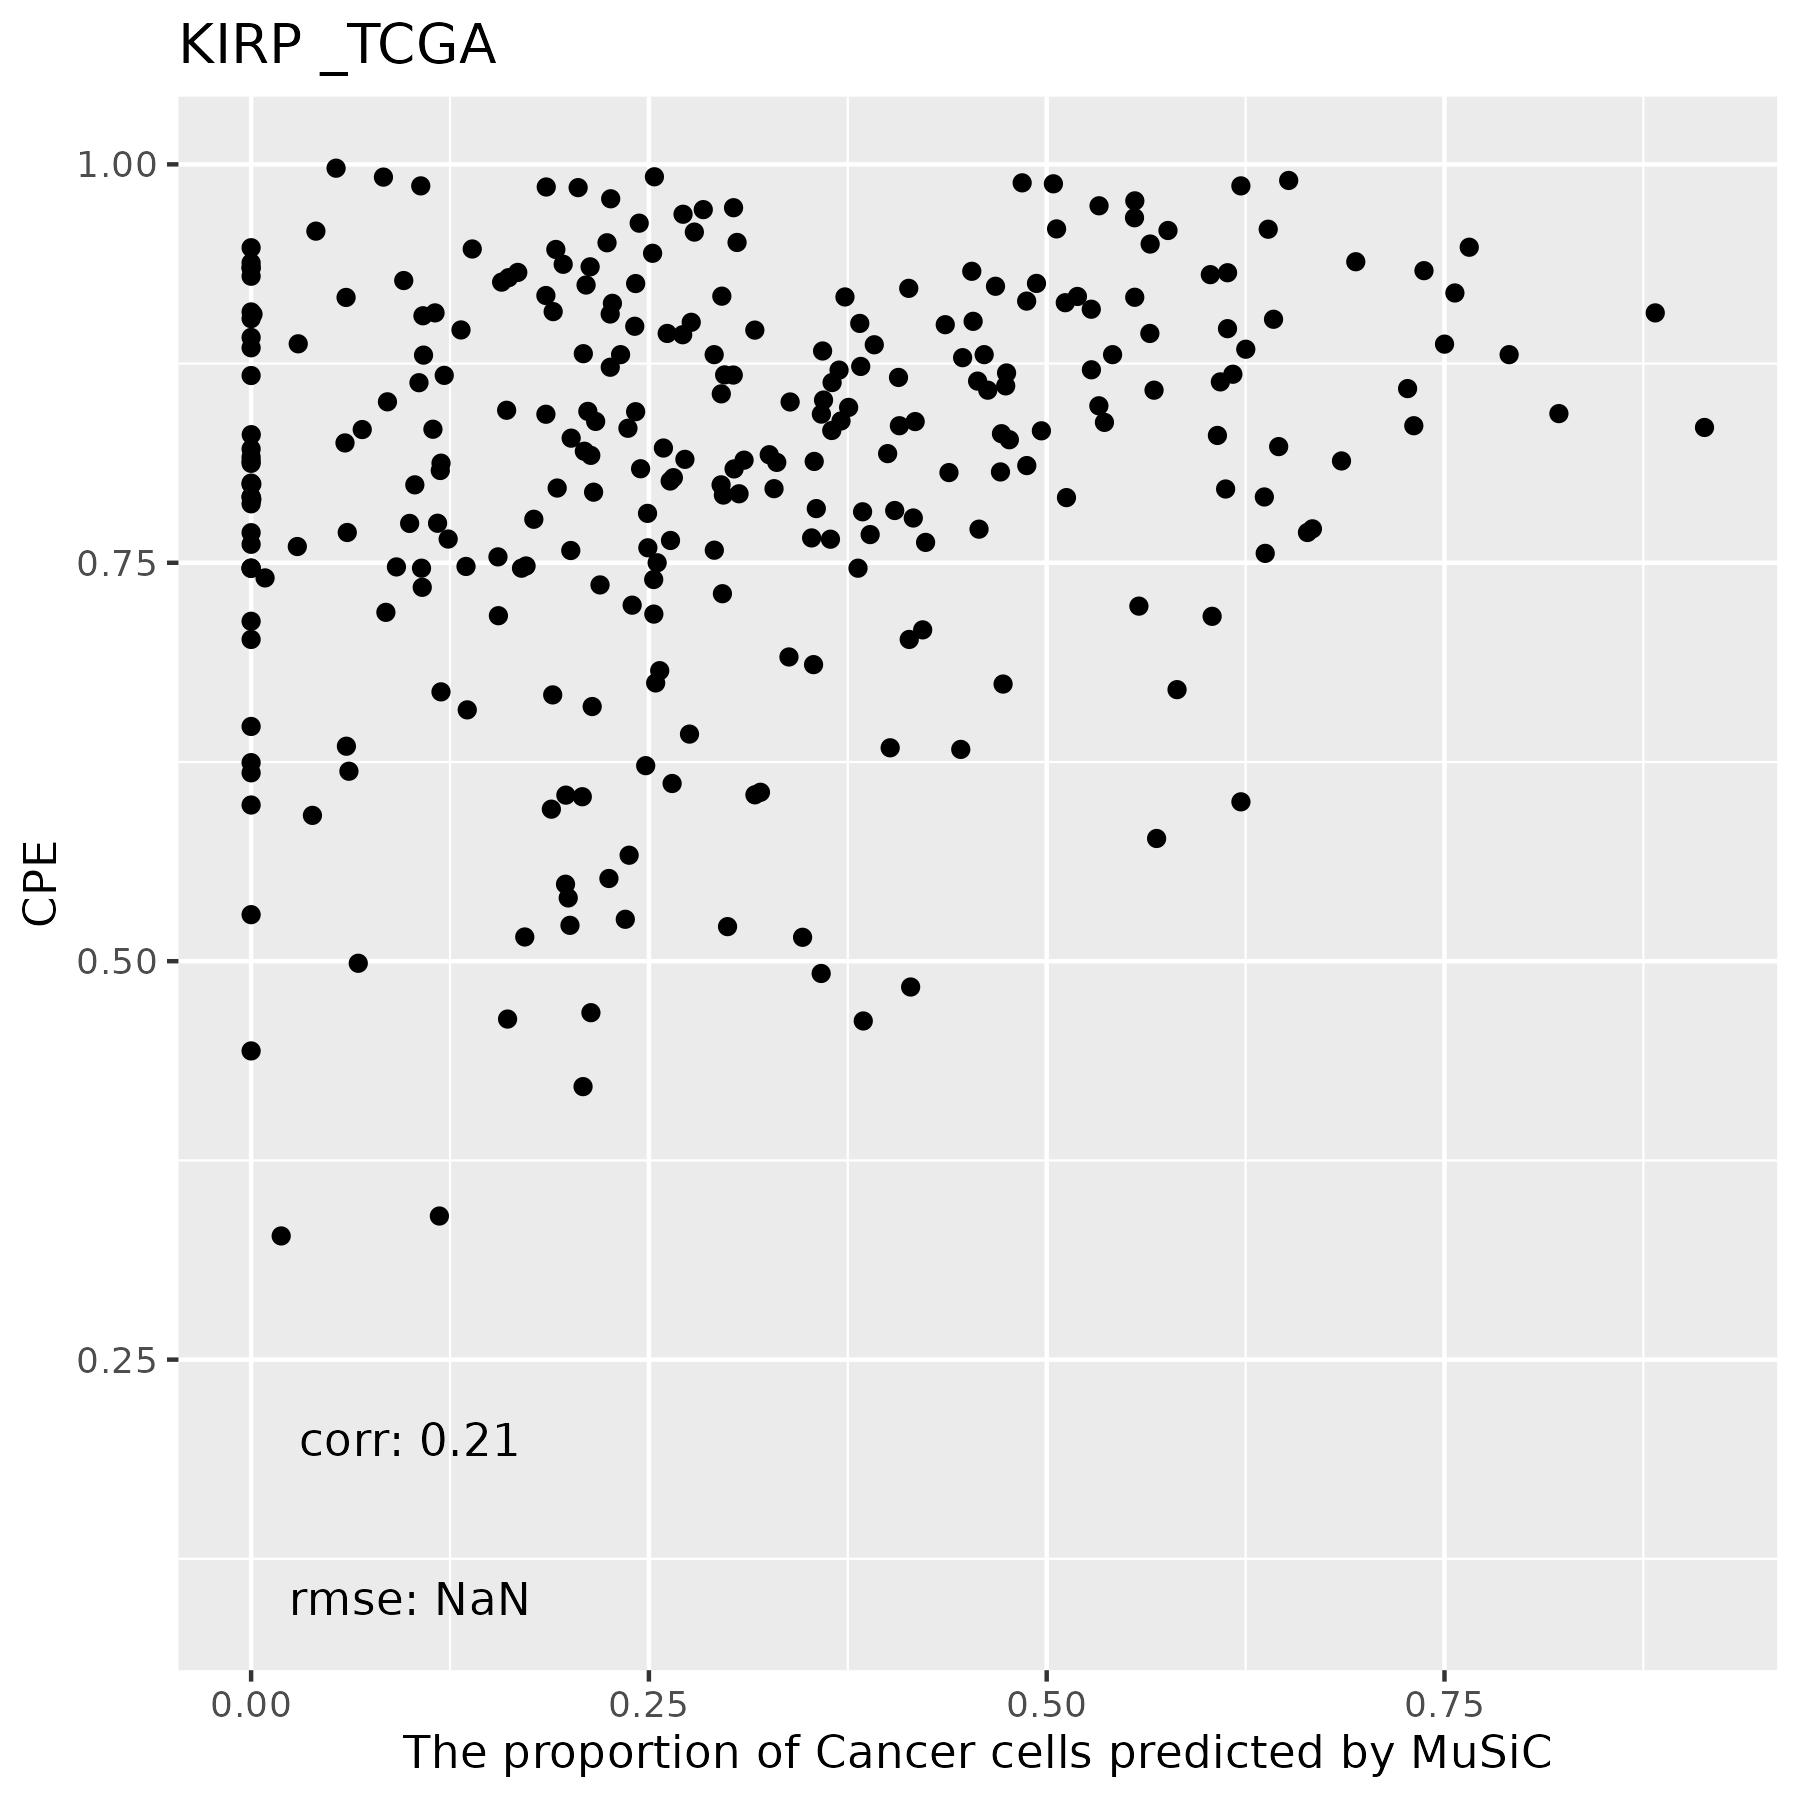 KIRP _TCGA
1.00
0.75
0.50
0.25
CPE
corr: 0.21
rmse: NaN
0.00 0.25 0.50 0.75
The proportion of Cancer cells predicted by MuSiC